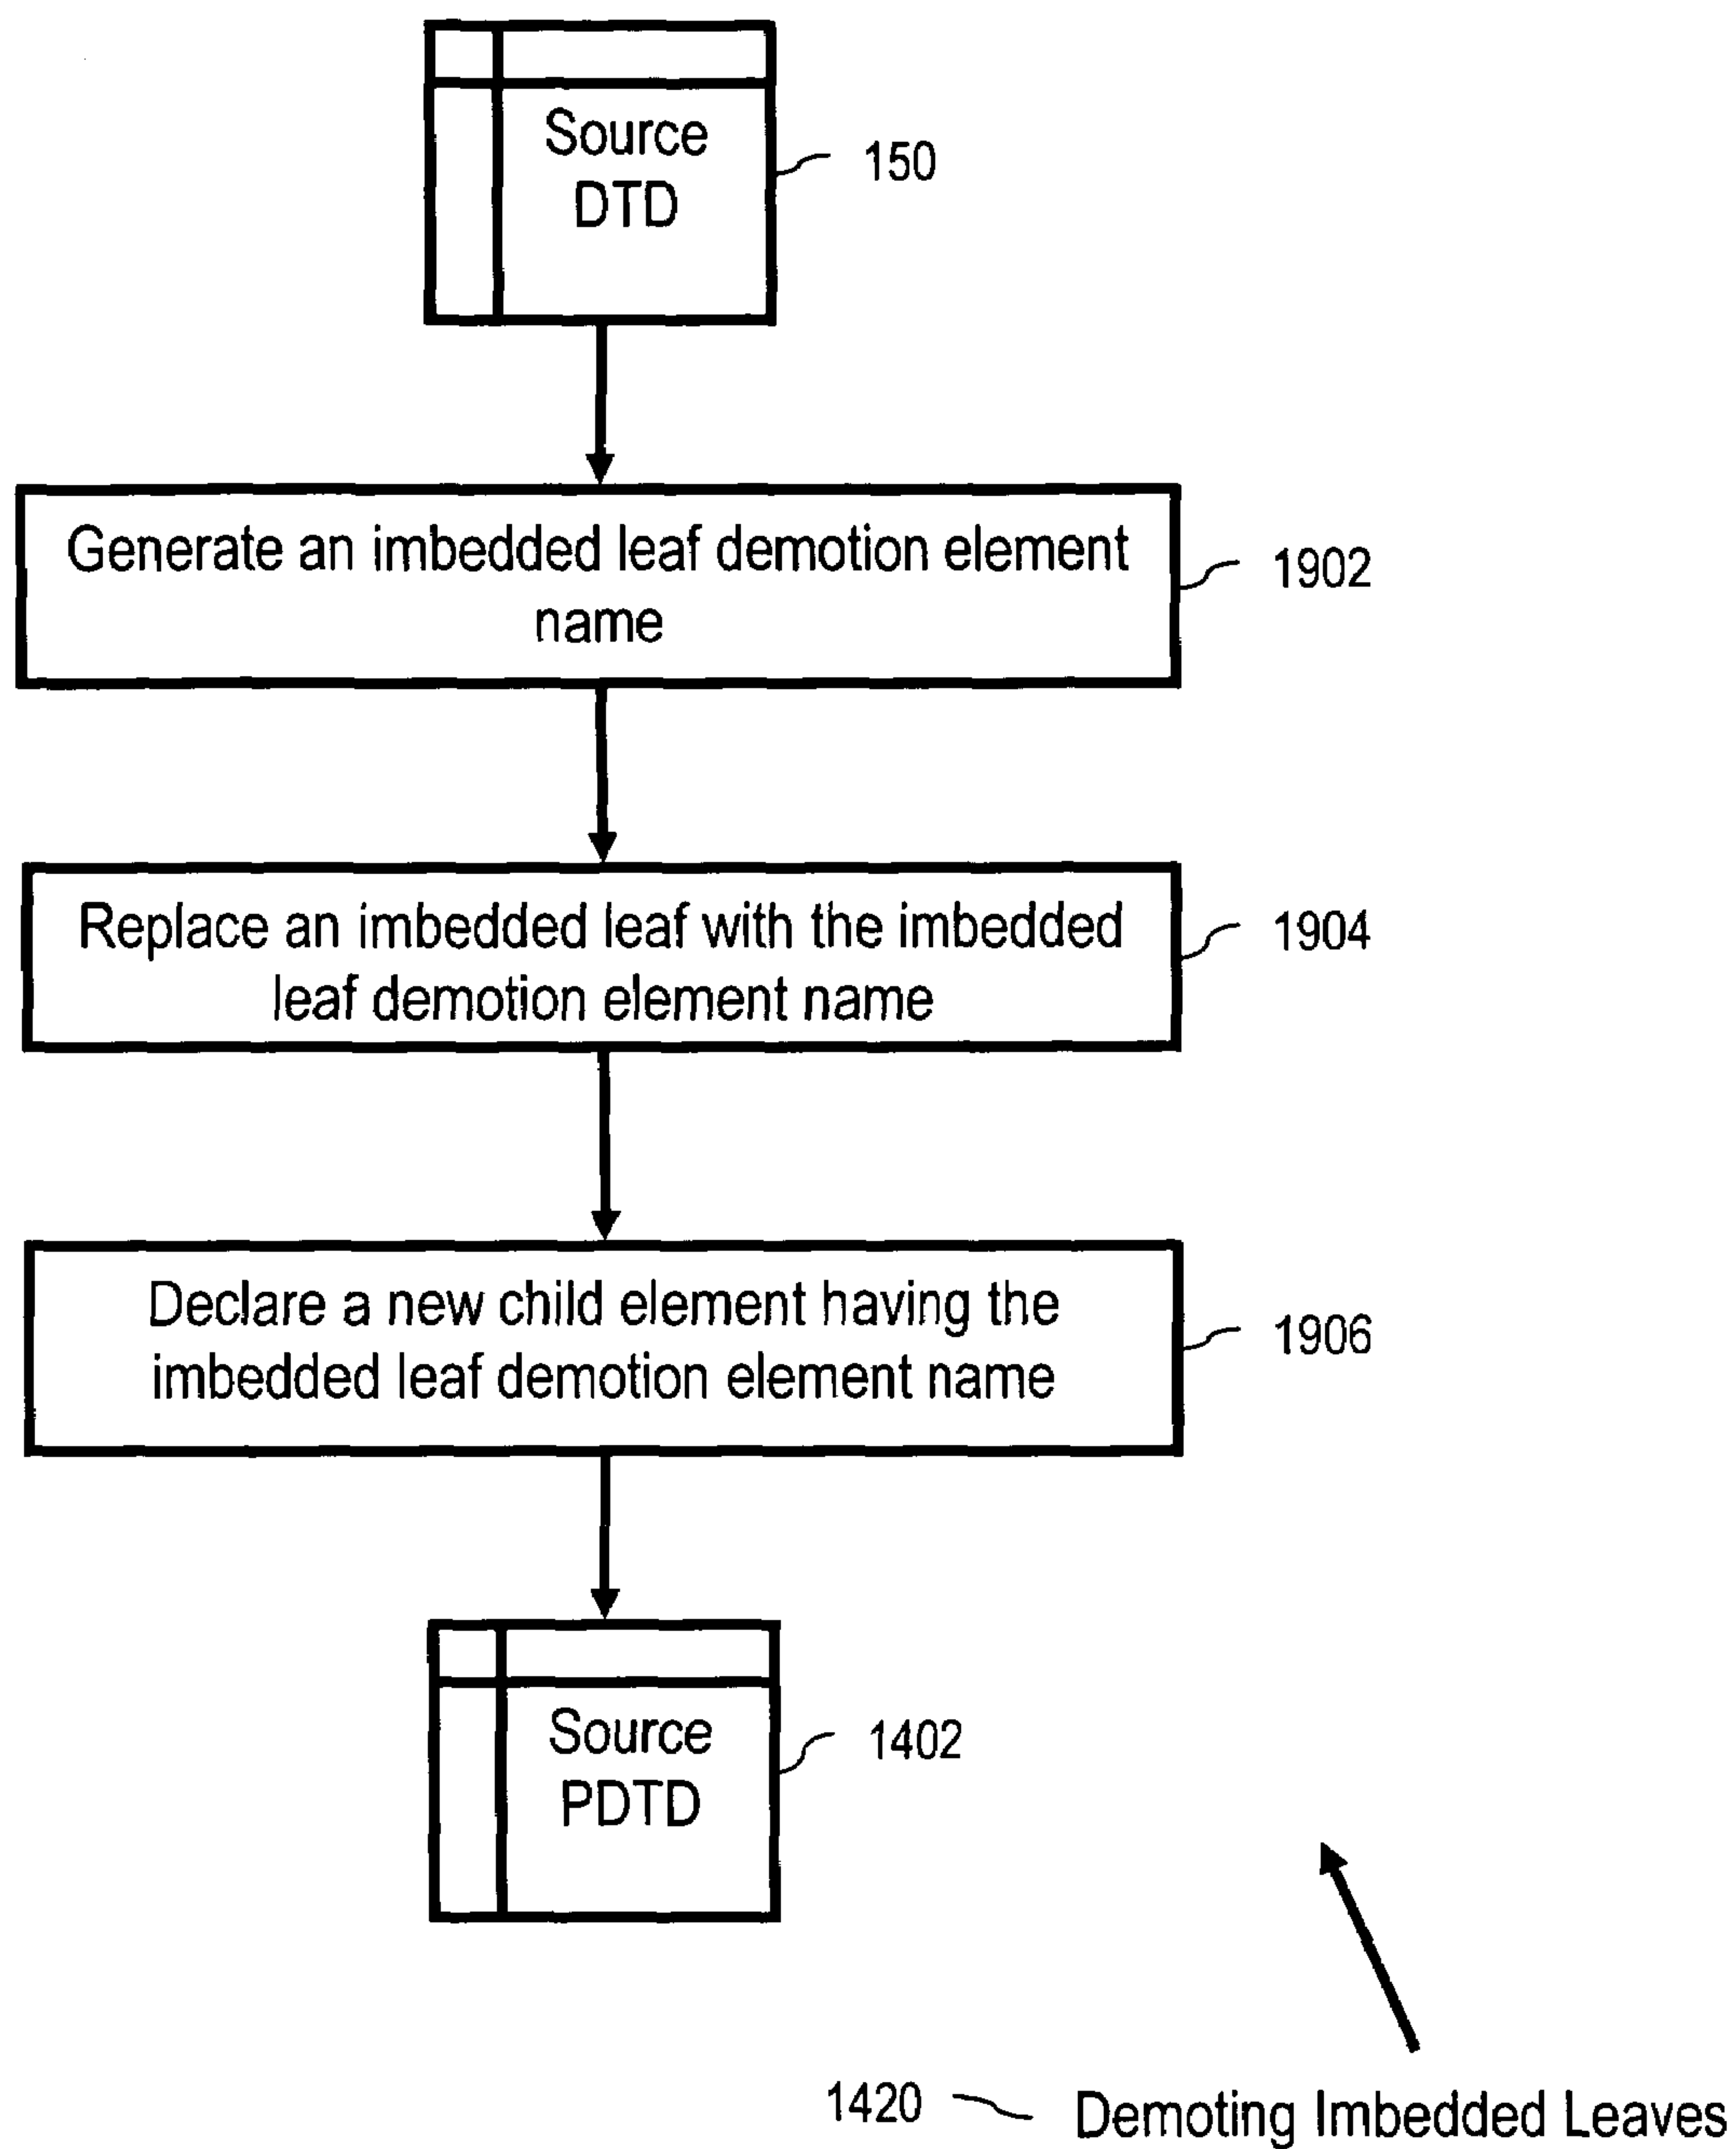 Source
DTD
150
Generate an imbedded leaf demotion element
name
1902
Replace an imbedded leaf with the imbedded
leaf demotion element name
1904
Declare a new child element having the
imbedded leaf demotion element name
1906
Source
PDTD
1402
1420
Demoting Imbedded Leaves